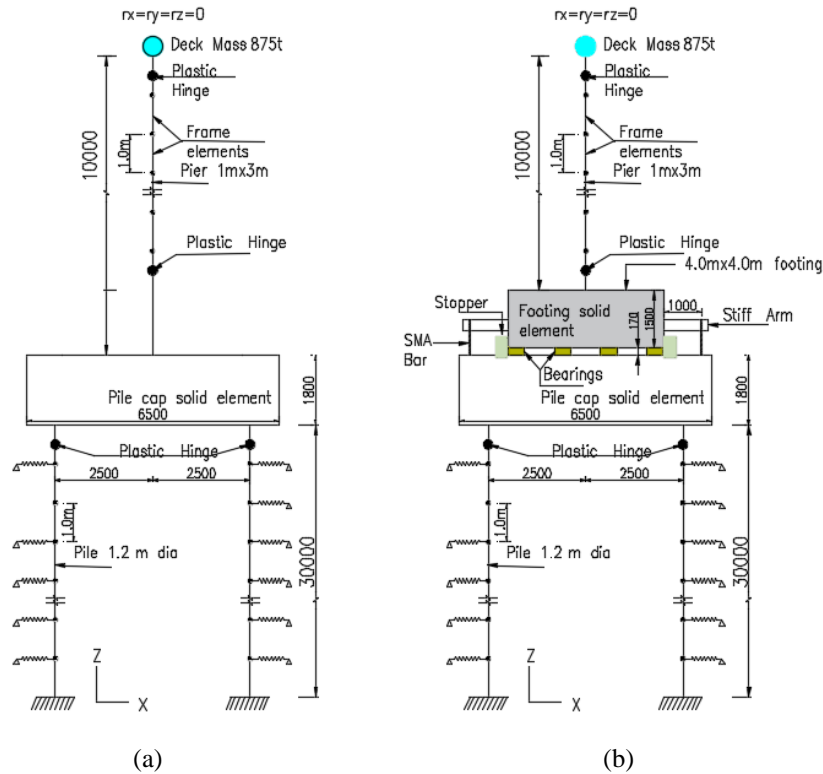 rx=ry=rz=0
Deck Mass 875t
Plastic
Hinge
10000
Frame
elements
1.0m
Pier 1mx3m
Plastic Hinge
Pile cap solid element
6500
1800
Plastic Hinge
2500
2500
1.0m
Pile 1.2 m dia
30000
Z
X
(a)
rx=ry=rz=0
Deck Mass 875t
Plastic
Hinge
10000
Frame
elements
1.0m
Pier 1mx3m
Plastic Hinge
4.0mx4.0m footing
Stopper
Footing solid
element
170
1500
1000
Stiff Arm
SMA
Bar
Bearings
Pile cap solid element
6500
1800
Plastic Hinge
2500
2500
1.0m
Pile 1.2 m dia
30000
Z
X
(b)